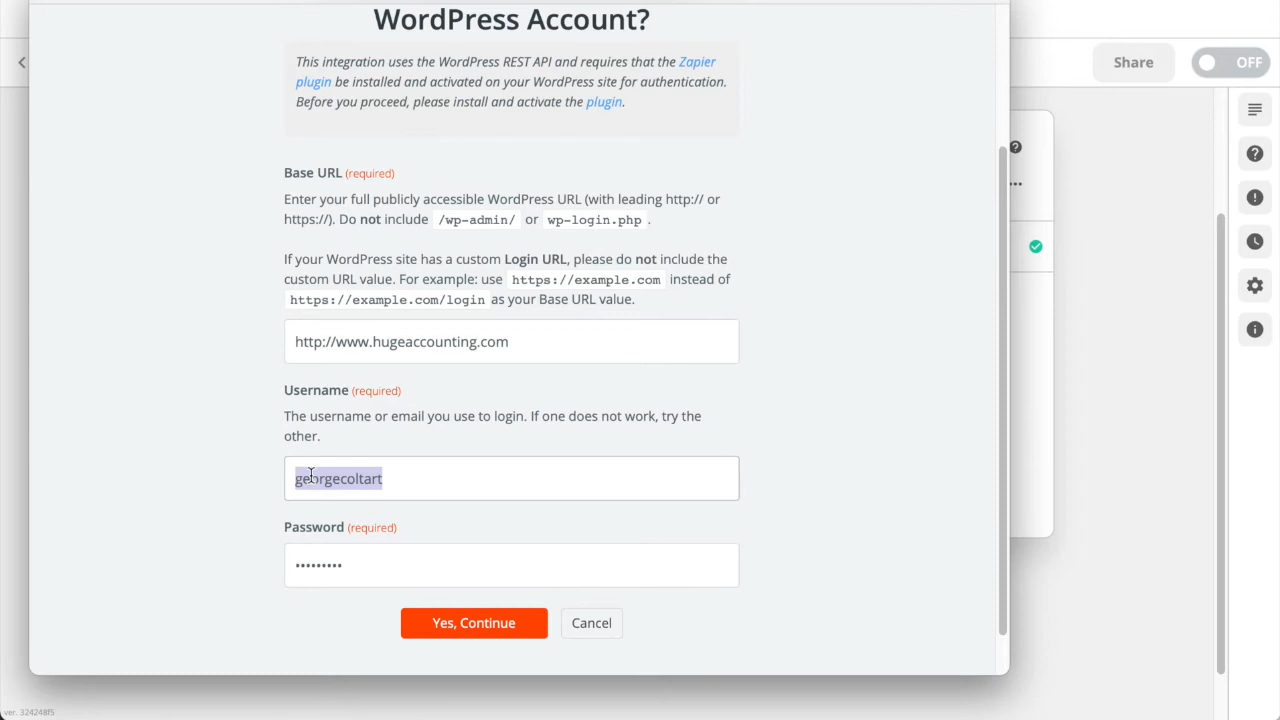 WordPress Account?
This integration uses the WordPress REST API and requires that the Zapier
plugin be installed and activated on your WordPress site for authentication.
Before you proceed, please install and activate the plugin.
Share
OFF
Base URL (required)
Enter your full publicly accessible WordPress URL (with leading http:// or
https://). Do not include /wp-admin/ or wp-login.php .
If your WordPress site has a custom Login URL, please do not include the
custom URL value. For example: use https://example.com instead of
https://example.com/login as your Base URL value.
http://www.hugeaccounting.com
Username (required)
The username or email you use to login. If one does not work, try the
other.
georgecoltart
Password (required)
•••••••••
Yes, Continue
Cancel
ver. 324248f5